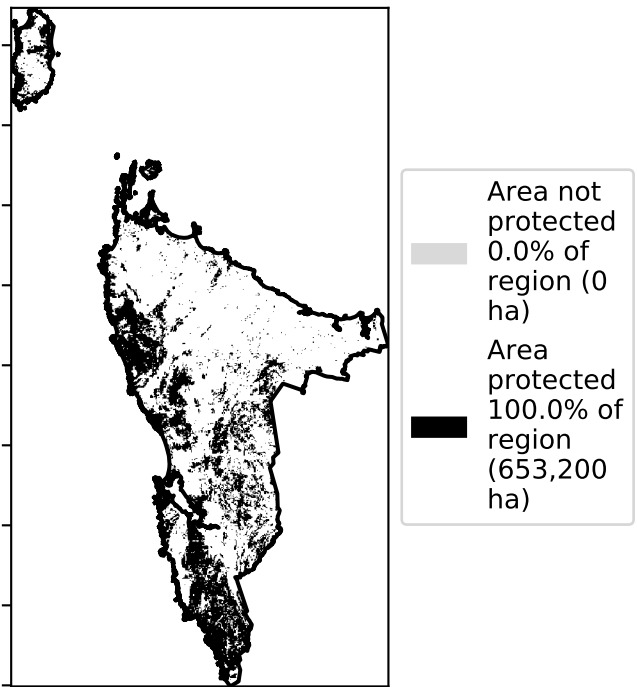 Area not
protected
0.0% of
region (0
ha)
Area
protected
100.0% of
region
(653,200
ha)